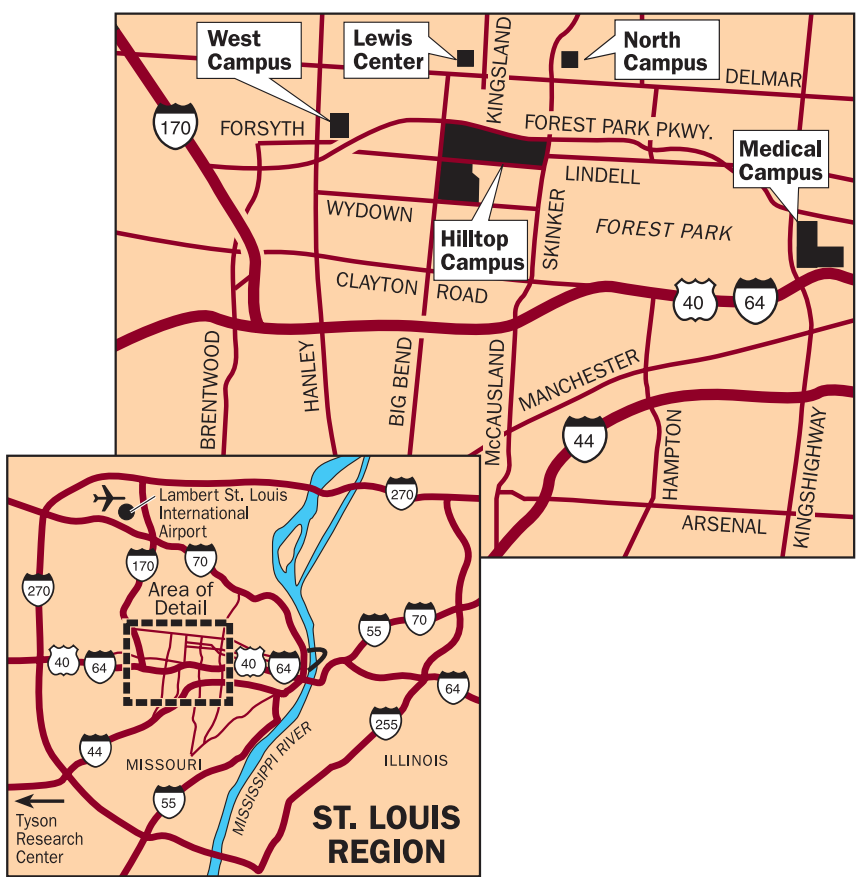 West
Campus
Lewis
Center
KINGSLAND
North
Campus
DELMAR
170
FORSYTH
FOREST PARK PKWY.
Medical
Campus
LINDELL
WYDOWN
Hilltop
Campus
SKINKER
FOREST PARK
CLAYTON ROAD
40
64
BRENTWOOD
HANLEY
BIG BEND
McCAUSLAND
MANCHESTER
44
HAMPTON
KINGSHIGHWAY
ARSENAL
Lambert St. Louis
International
Airport
270
170
70
270
Area of
Detail
55
70
40
64
40
64
64
255
44
MISSOURI
MISSISSIPPI RIVER
ILLINOIS
55
Tyson
Research
Center
ST. LOUIS
REGION